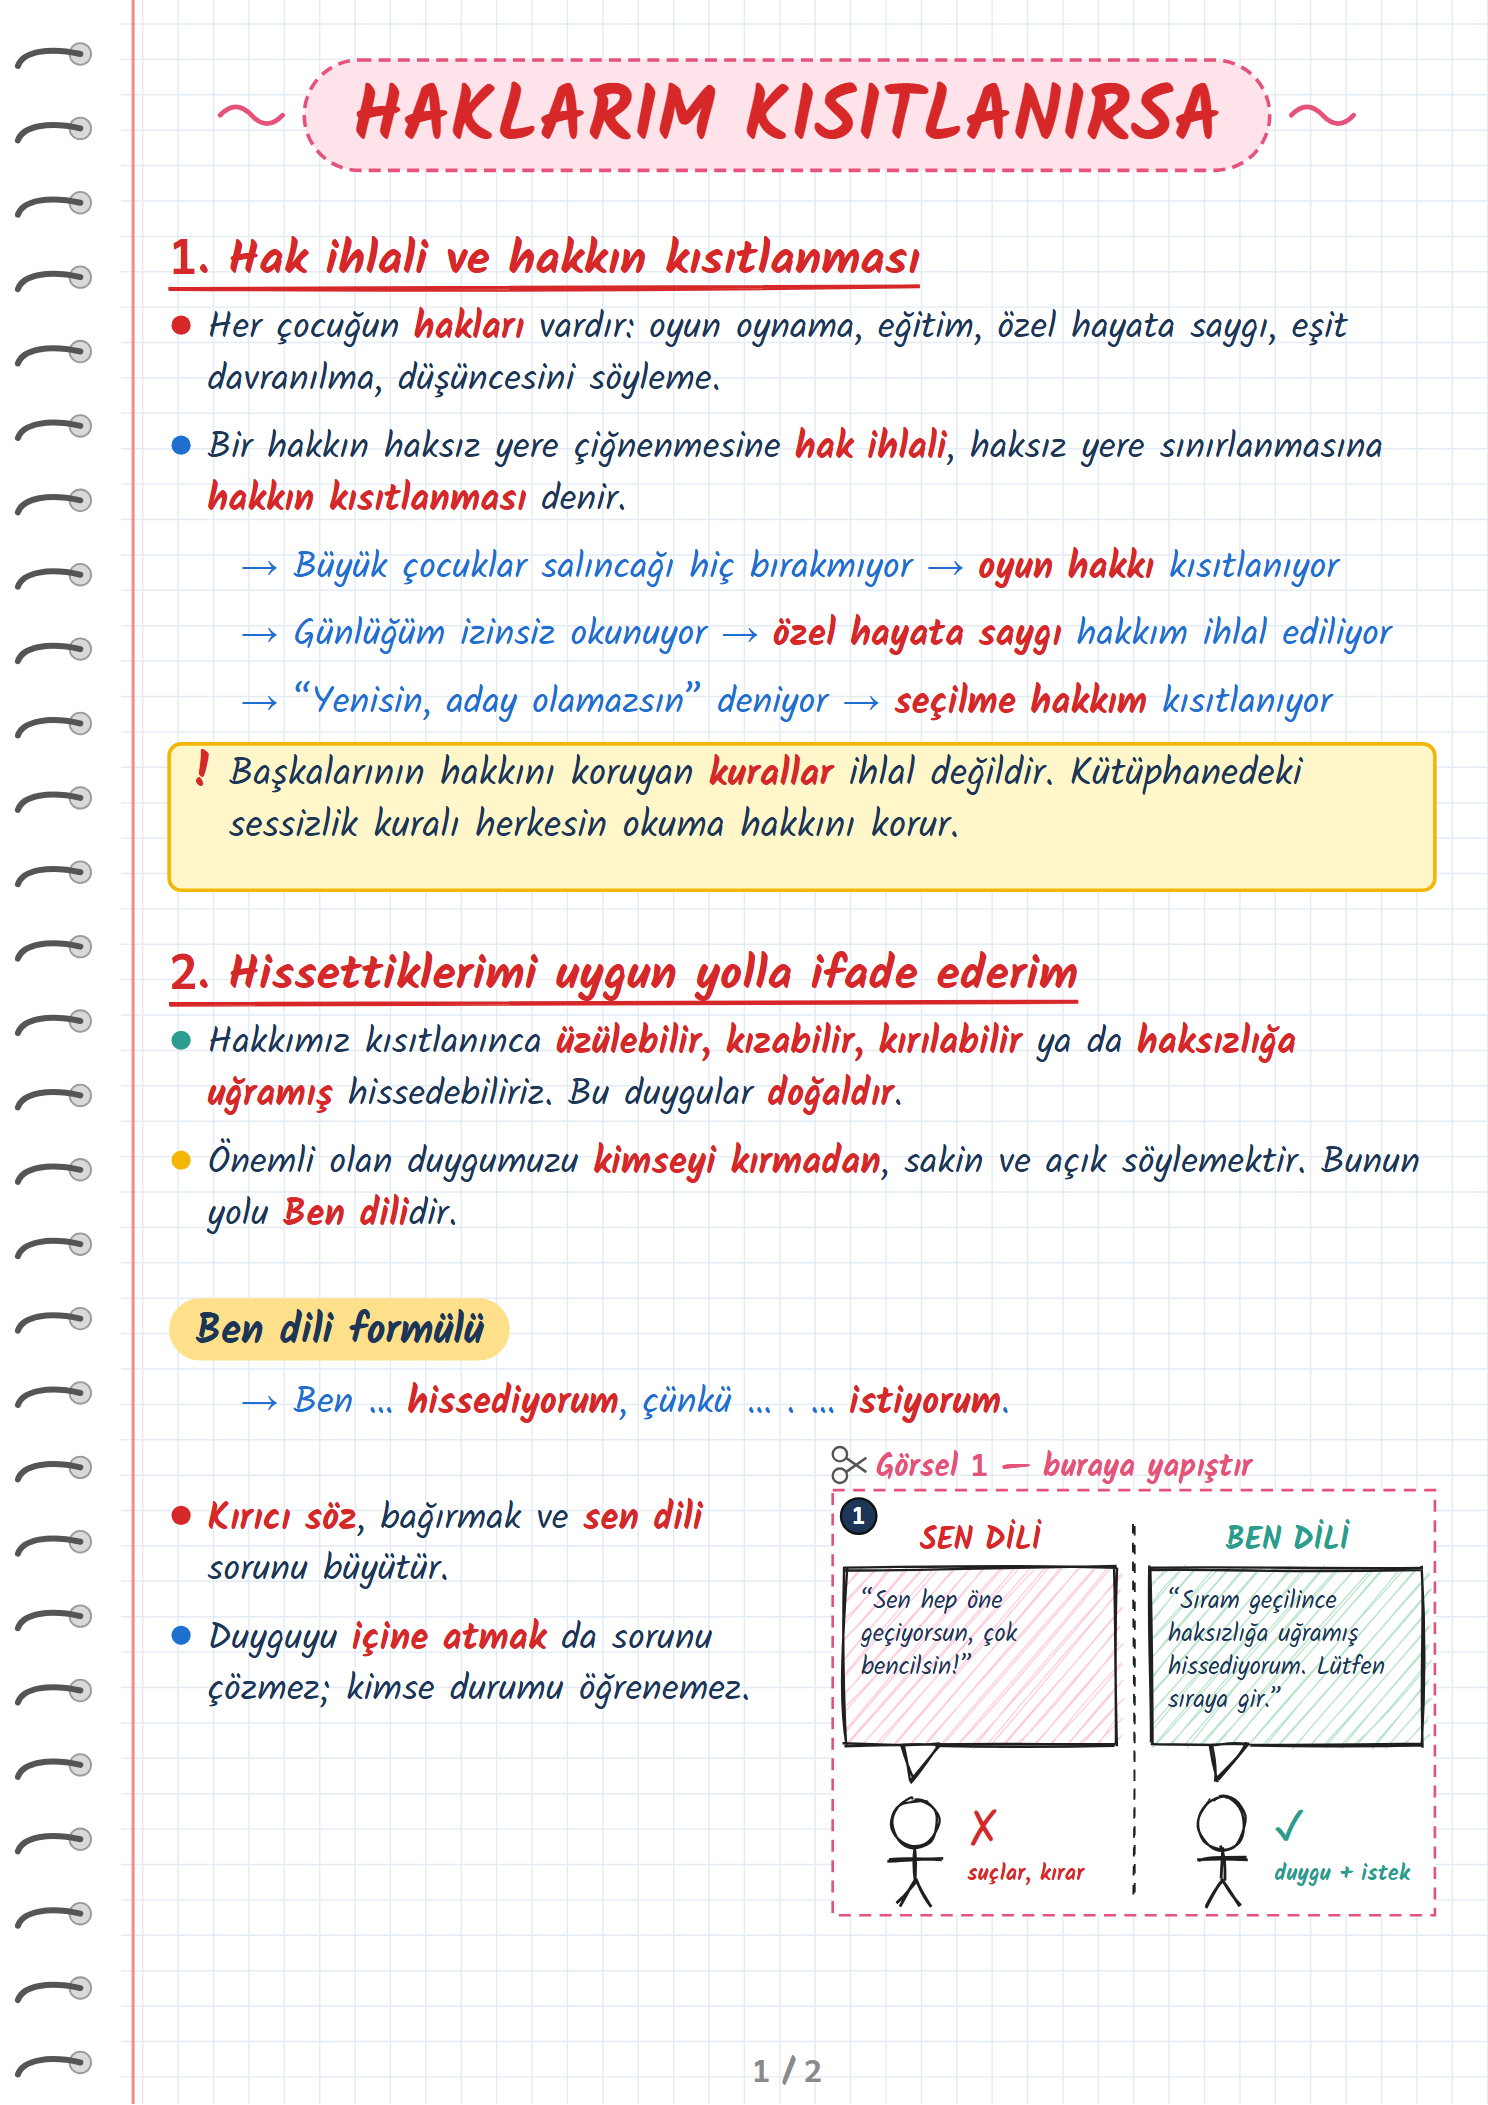 HAKLARIM KISITLANIRSA
1. Hak ihlali ve hakkın kısıtlanması
● Her çocuğun hakları vardır: oyun oynama, eğitim, özel hayata saygı, eşit
davranılma, düşüncesini söyleme.
● Bir hakkın haksız yere çiğnenmesine hak ihlali, haksız yere sınırlanmasına
hakkın kısıtlanması denir.
→ Büyük çocuklar salıncağı hiç bırakmıyor → oyun hakkı kısıtlanıyor
→ Günlüğüm izinsiz okunuyor → özel hayata saygı hakkım ihlal ediliyor
→ “Yenisin, aday olamazsın” deniyor → seçilme hakkım kısıtlanıyor
! Başkalarının hakkını koruyan kurallar ihlal değildir. Kütüphanedeki
sessizlik kuralı herkesin okuma hakkını korur.
2. Hissettiklerimi uygun yolla ifade ederim
● Hakkımız kısıtlanınca üzülebilir, kızabilir, kırılabilir ya da haksızlığa
uğramış hissedebiliriz. Bu duygular doğaldır.
● Önemli olan duygumuzu kimseyi kırmadan, sakin ve açık söylemektir. Bunun
yolu Ben dilidir.
Ben dili formülü
→ Ben ... hissediyorum, çünkü ... . ... istiyorum.
● Kırıcı söz, bağırmak ve sen dili
sorunu büyütür.
● Duyguyu içine atmak da sorunu
çözmez; kimse durumu öğrenemez.
Görsel 1 — buraya yapıştır
1
SEN DİLİ
“Sen hep öne
geçiyorsun, çok
bencilsin!”
✗
suçlar, kırar
BEN DİLİ
“Sıram geçilince
haksızlığa uğramış
hissediyorum. Lütfen
sıraya gir.”
✓
duygu + istek
1 / 2